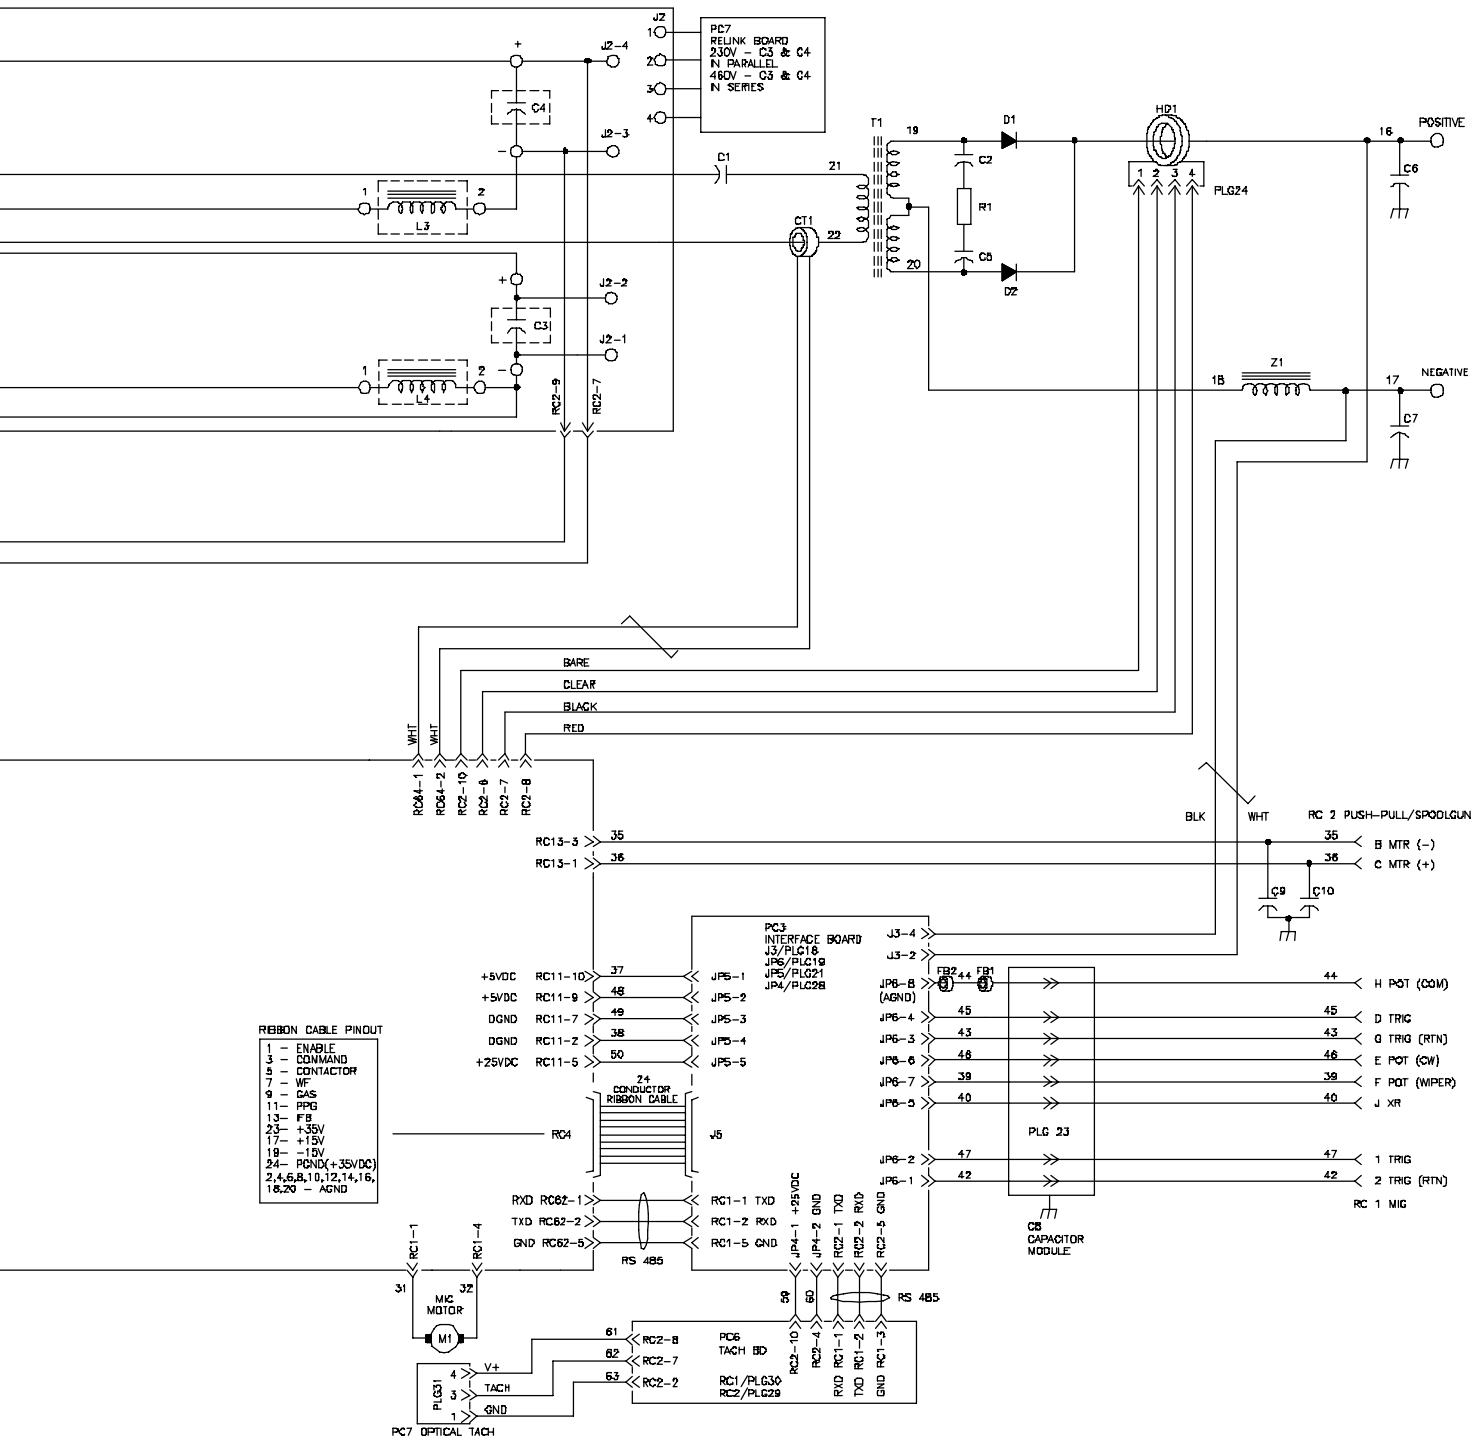 J2
1
2
3
4
PC7
RELINK BOARD
230V - C3 & C4
IN PARALLEL
460V - C3 & C4
IN SERIES
+
J2-4
C4
-
J2-3
1
2
L3
+
J2-2
C3
J2-1
-
1
2
L4
RC2-9
RC2-7
C1
21
22
CT1
T1
19
20
C2
R1
C5
D1
D2
HD1
1 2 3 4
PLG24
16
POSITIVE
C6
18
Z1
17
NEGATIVE
C7
BARE
CLEAR
BLACK
RED
WHT
WHT
RC64-1
RC64-2
RC2-10
RC2-6
RC2-7
RC2-8
BLK
WHT
RC 2 PUSH-PULL/SPOOLGUN
RC13-3
35
35
B MTR (-)
RC13-1
36
36
C MTR (+)
C9
C10
PC3
INTERFACE BOARD
J3/PLG18
JP6/PLG19
JP5/PLG21
JP4/PLG28
J3-4
J3-2
JP6-8
(AGND)
FB2
44
FB1
44
H POT (COM)
JP6-4
45
45
D TRIG
JP6-3
43
43
G TRIG (RTN)
JP6-6
46
46
E POT (CW)
JP6-7
39
39
F POT (WIPER)
JP6-5
40
40
J XR
PLG 23
JP6-2
47
47
1 TRIG
JP6-1
42
42
2 TRIG (RTN)
RC 1 MIG
C8
CAPACITOR
MODULE
+5VDC
RC11-10
37
JP5-1
+5VDC
RC11-9
48
JP5-2
DGND
RC11-7
49
JP5-3
DGND
RC11-2
38
JP5-4
+25VDC
RC11-5
50
JP5-5
24
CONDUCTOR
RIBBON CABLE
RC4
J5
RIBBON CABLE PINOUT
1 - ENABLE
3 - COMMAND
5 - CONTACTOR
7 - WF
9 - GAS
11- PPG
13- FB
23- +35V
17- +15V
19- -15V
24- PGND(+35VDC)
2,4,6,8,10,12,14,16,
18,20 - AGND
RXD RC62-1
RC1-1 TXD
TXD RC62-2
RC1-2 RXD
GND RC62-5
RC1-5 GND
RS 485
JP4-1 +25VDC
JP4-2 GND
RC2-1 TXD
RC2-2 RXD
RC2-5 GND
59
60
RS 485
RC1-1
RC1-4
31
32
MIG
MOTOR
M1
PLG31
4
V+
3
TACH
1
GND
PC7 OPTICAL TACH
61
RC2-8
62
RC2-7
63
RC2-2
PC6
TACH BD
RC1/PLG30
RC2/PLG29
RC2-10
RC2-4
RXD RC1-1
TXD RC1-2
GND RC1-3